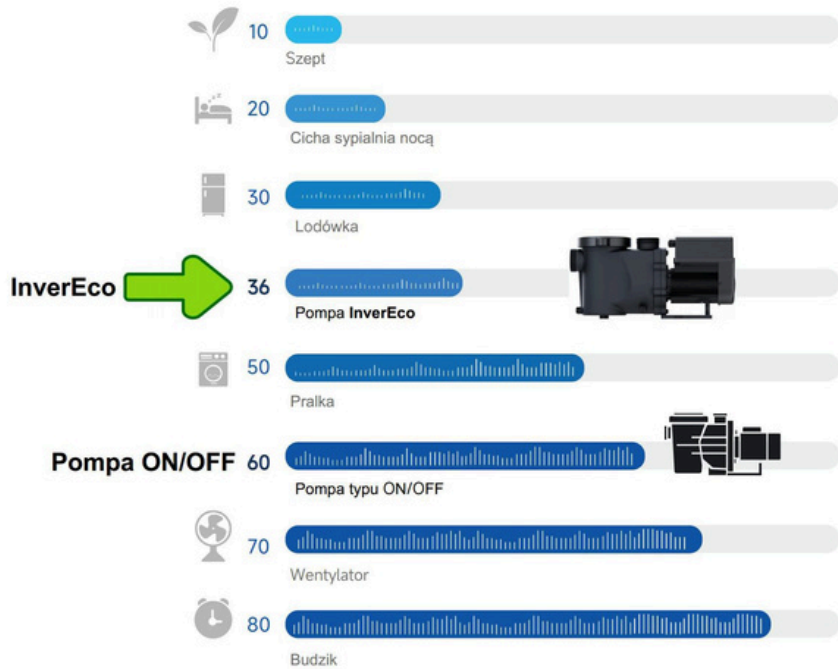 10
Szept
20
Cicha sypialnia nocą
30
Lodówka
InverEco 36
Pompa InverEco
50
Pralka
Pompa ON/OFF 60
Pompa typu ON/OFF
70
Wentylator
80
Budzik